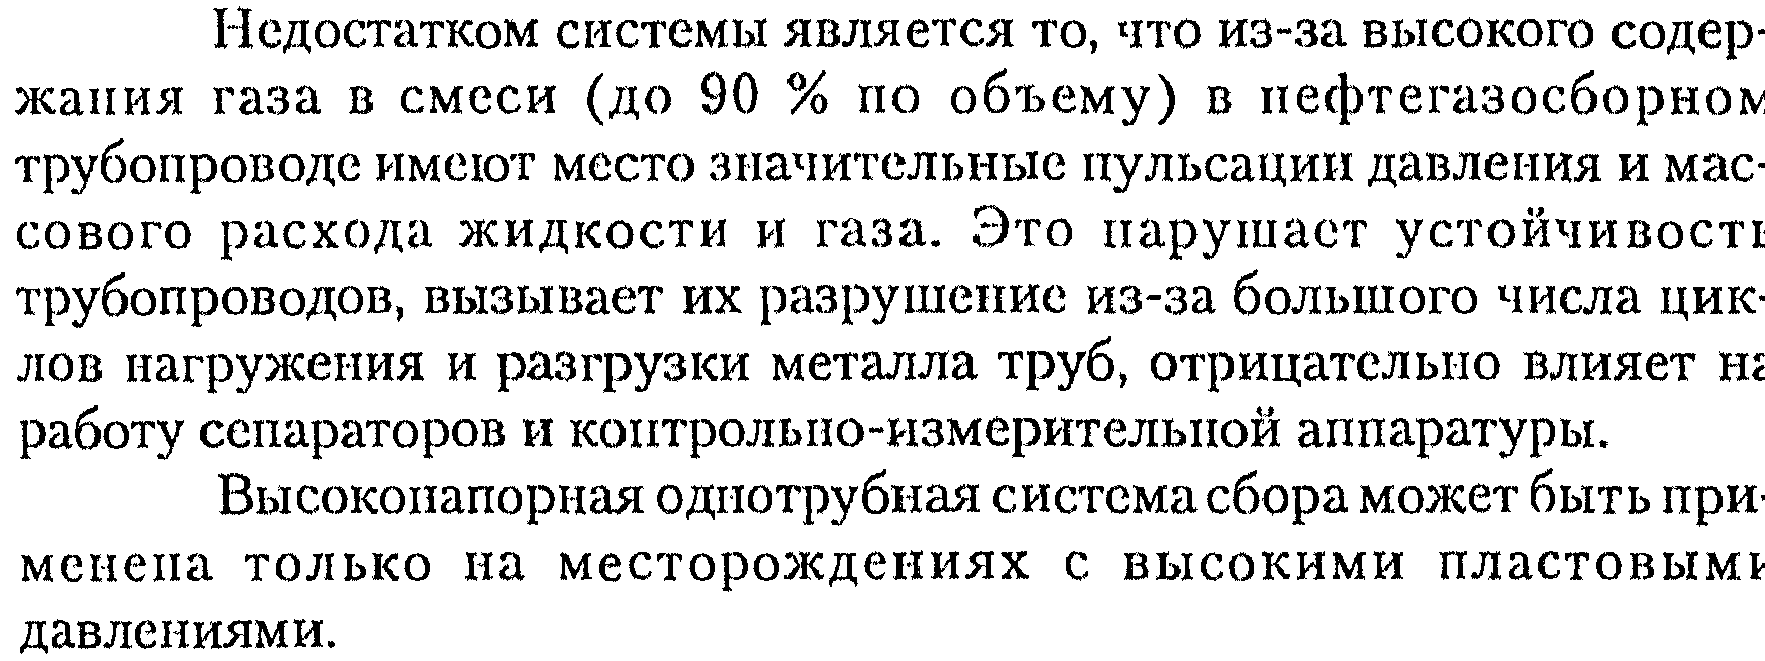 Недостатком системы является то, что из-за высокого содер-
жания газа в смеси (до 90 % по объему) в нефтегазосборном
трубопроводе имеют место значительные пульсации давления и мас-
сового расхода жидкости и газа. Это нарушает устойчивость
трубопроводов, вызывает их разрушение из-за большого числа цик-
лов нагружения и разгрузки металла труб, отрицательно влияет на
работу сепараторов и контрольно-измерительной аппаратуры.
Высоконапорная однотрубная система сбора может быть при-
менена только на месторождениях с высокими пластовыми
давлениями.